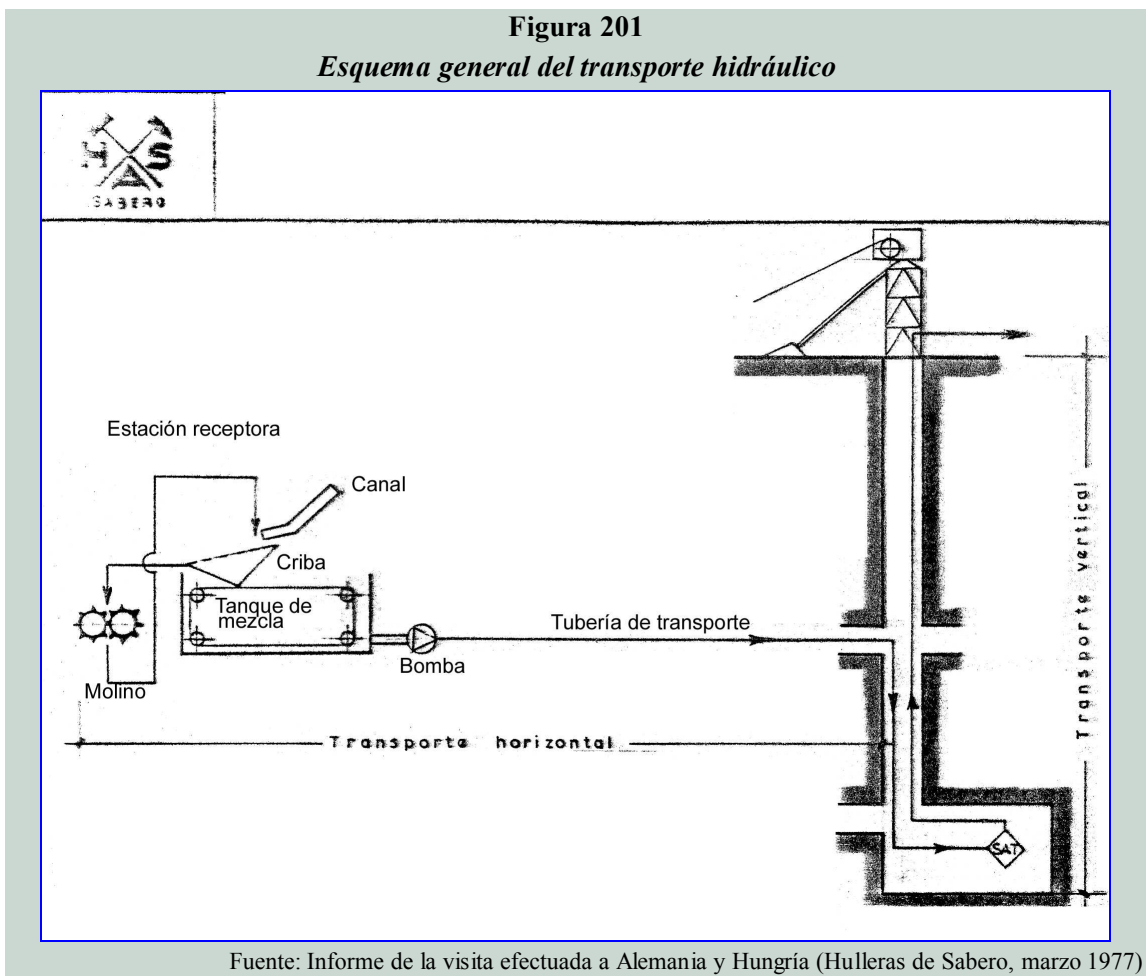 Figura 201
Esquema general del transporte hidráulico
H A S
SABERO
Estación receptora
Canal
Criba
Tanque de
mezcla
Tubería de transporte
Bomba
Molino
Transporte horizontal
Transporte vertical
SAT
Fuente: Informe de la visita efectuada a Alemania y Hungría (Hulleras de Sabero, marzo 1977)